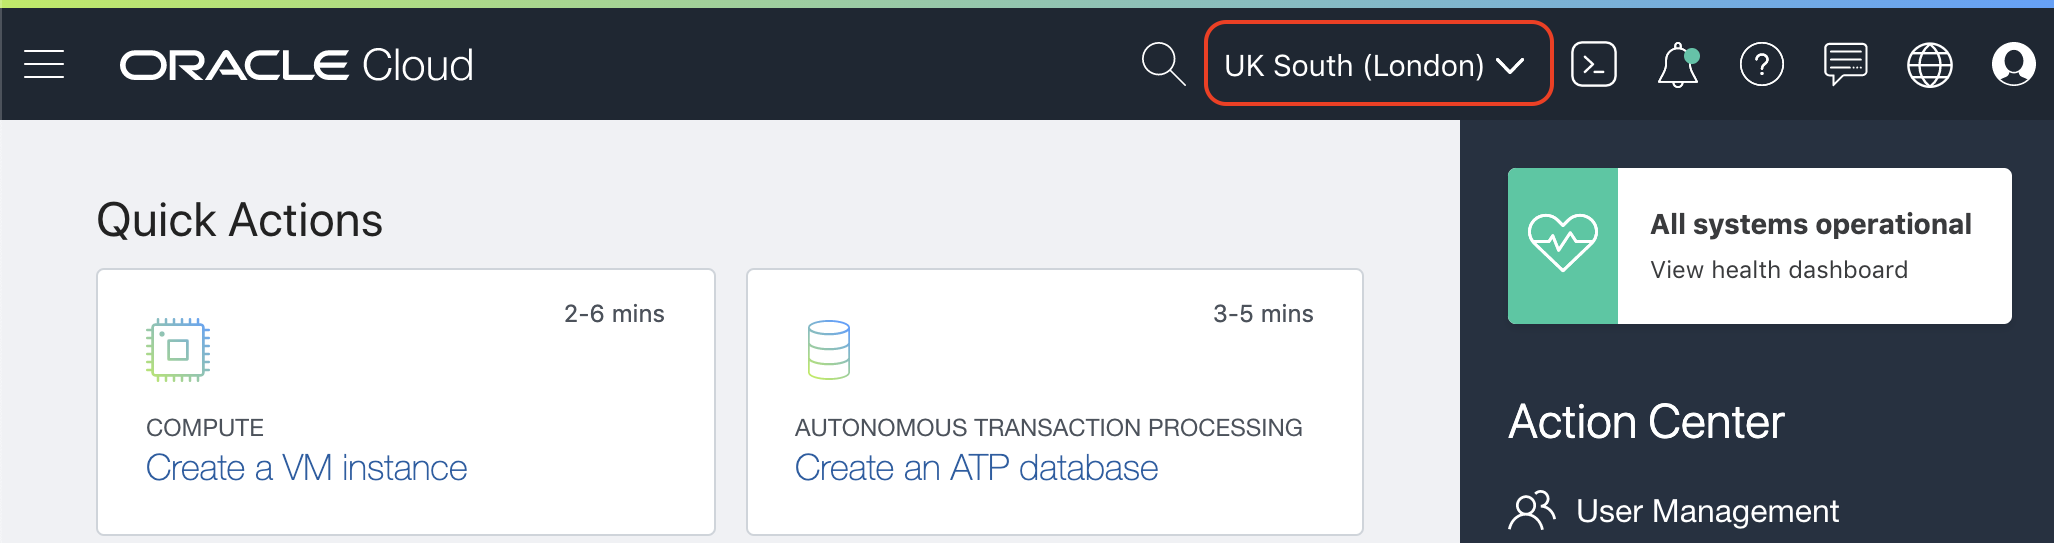 ORACLE Cloud
UK South (London)
Quick Actions
2-6 mins
COMPUTE
Create a VM instance
3-5 mins
AUTONOMOUS TRANSACTION PROCESSING
Create an ATP database
All systems operational
View health dashboard
Action Center
User Management